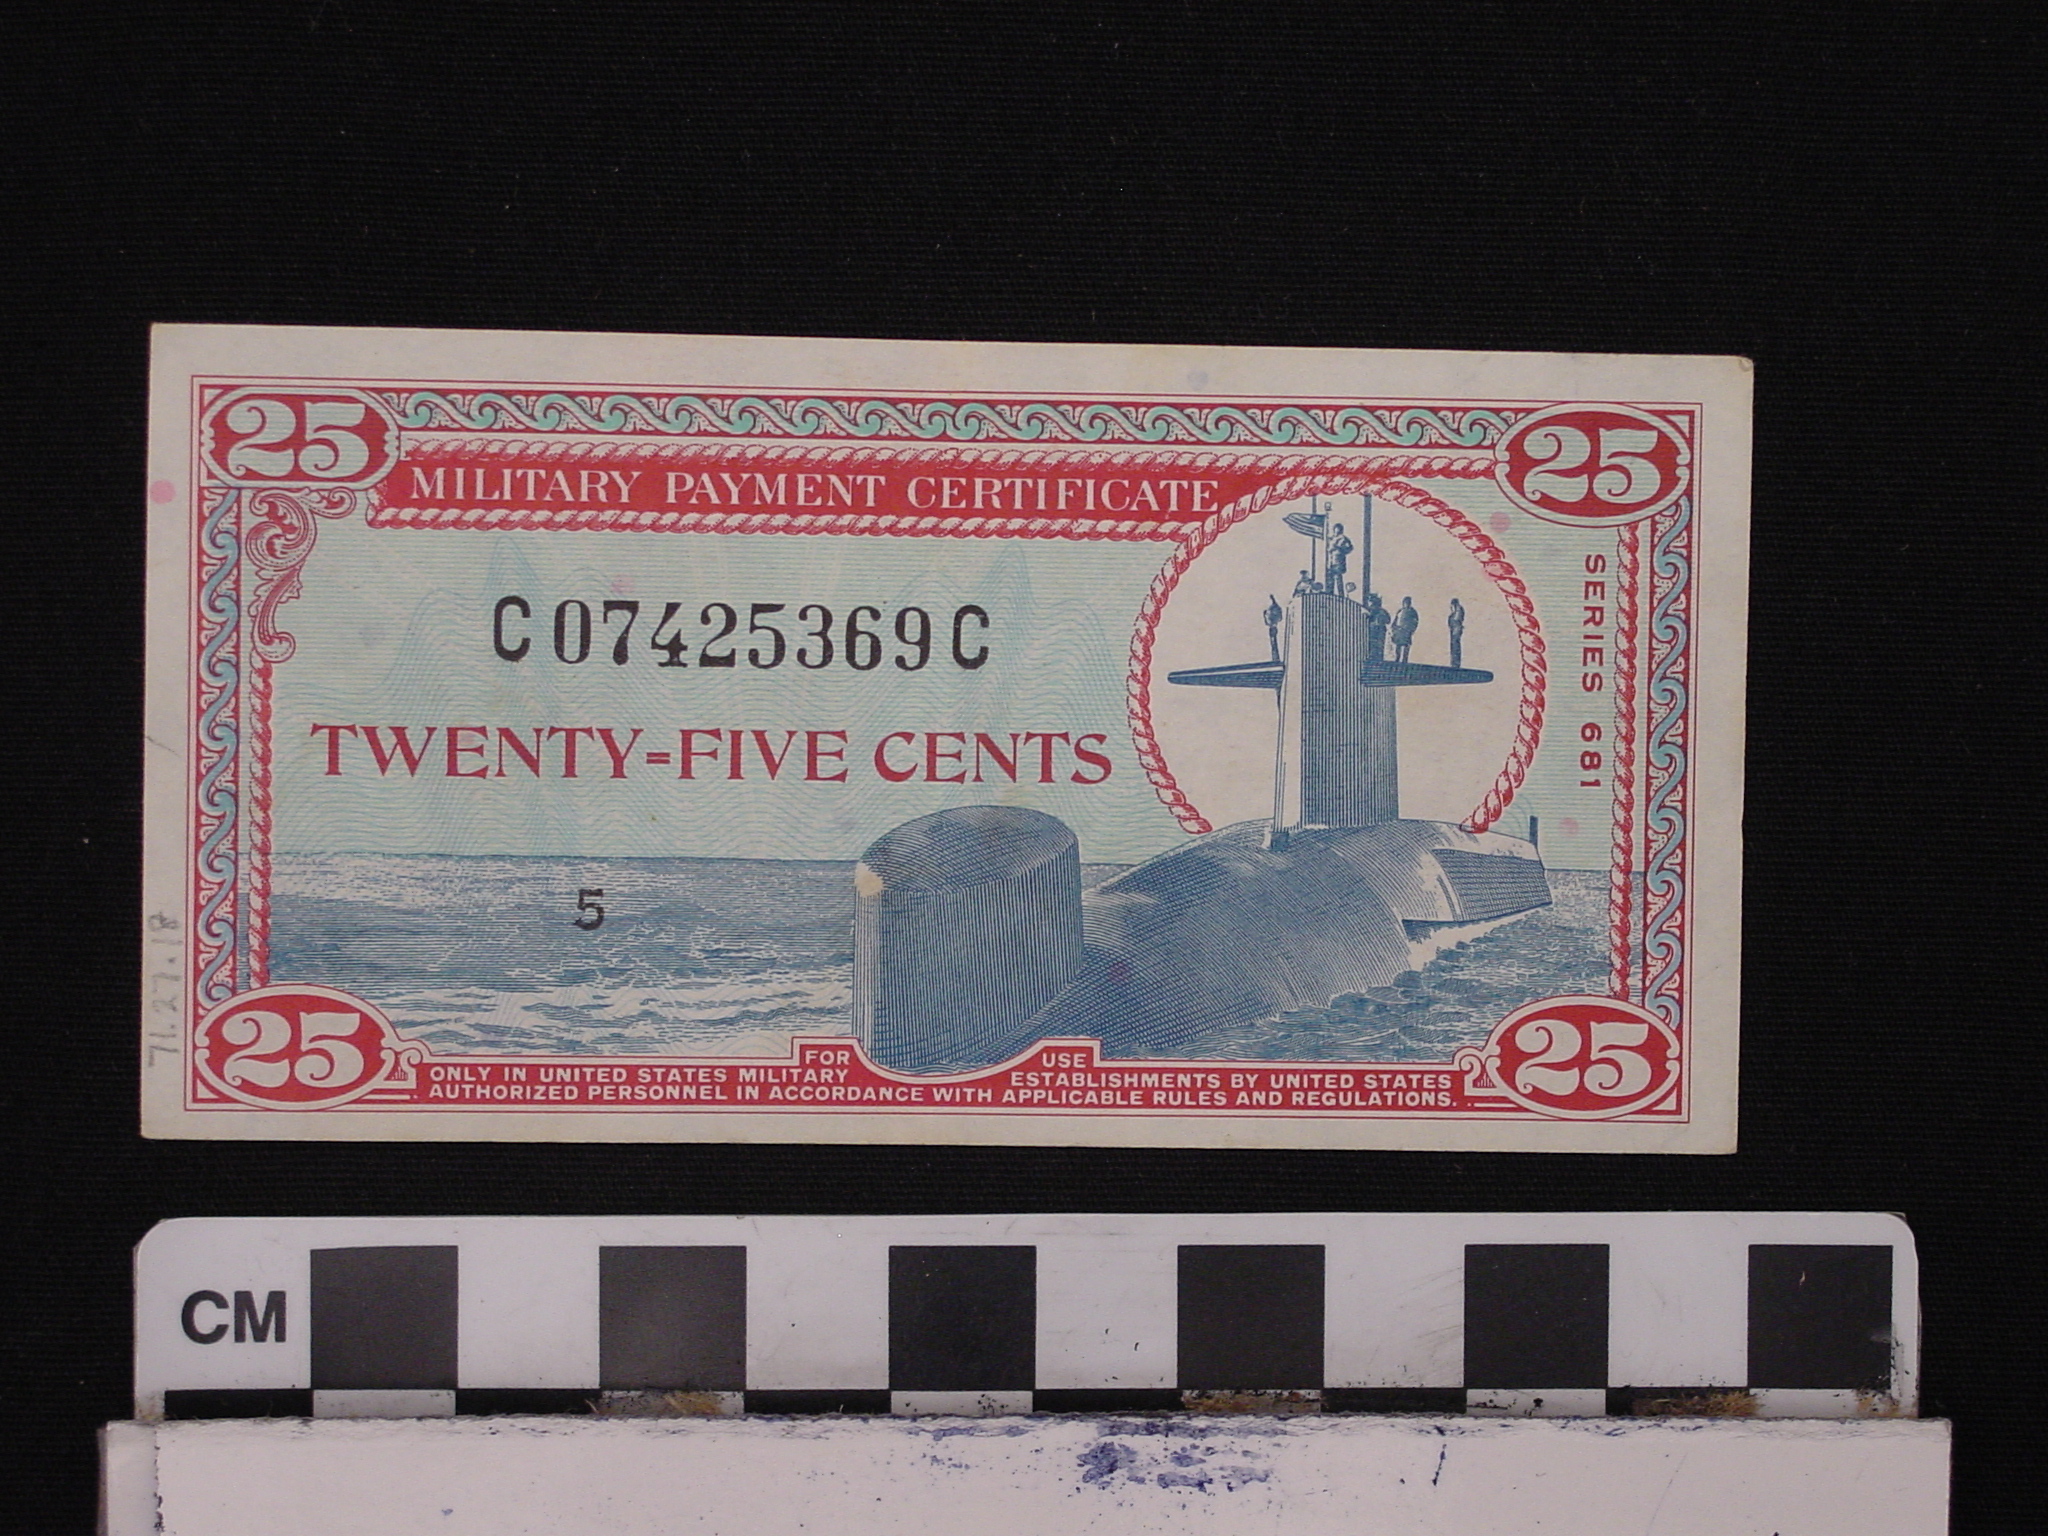 25
25
MILITARY PAYMENT CERTIFICATE
SERIES 681
C07425369C
TWENTY=FIVE CENTS
5
25
25
FOR USE
ONLY IN UNITED STATES MILITARY ESTABLISHMENTS BY UNITED STATES
AUTHORIZED PERSONNEL IN ACCORDANCE WITH APPLICABLE RULES AND REGULATIONS.
71.27.18
CM